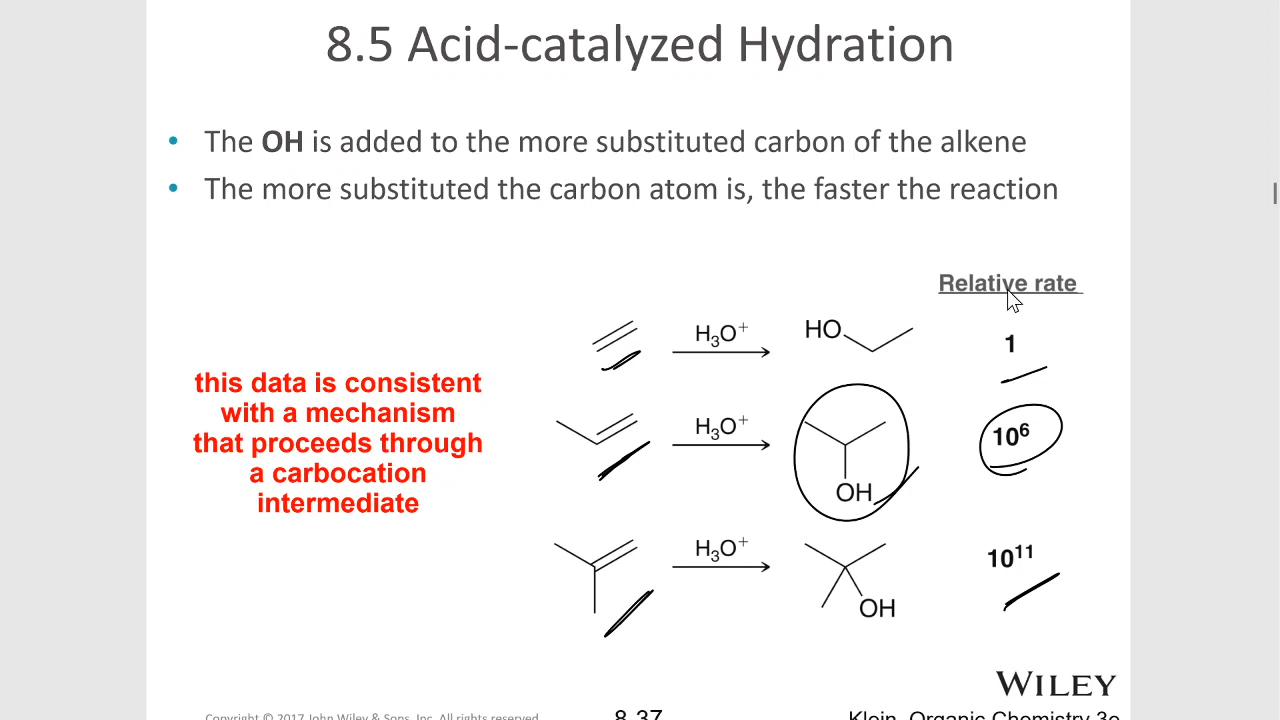 8.5 Acid-catalyzed Hydration
• The OH is added to the more substituted carbon of the alkene
• The more substituted the carbon atom is, the faster the reaction
Relative rate
H₃O⁺
HO
1
this data is consistent
with a mechanism
that proceeds through
a carbocation
intermediate
H₃O⁺
OH
10⁶
H₃O⁺
OH
10¹¹
WILEY
Copyright © 2017 John Wiley & Sons, Inc. All rights reserved
8-37
Klein, Organic Chemistry 3e